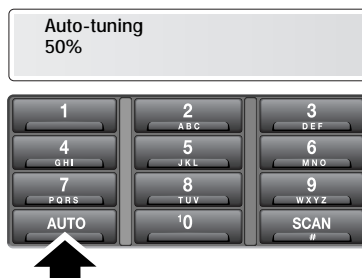 Auto-tuning
50%
1 2 3
ABC DEF
4 5 6
GHI JKL MNO
7 8 9
PQRS TUV WXYZ
AUTO ¹0 SCAN
〃